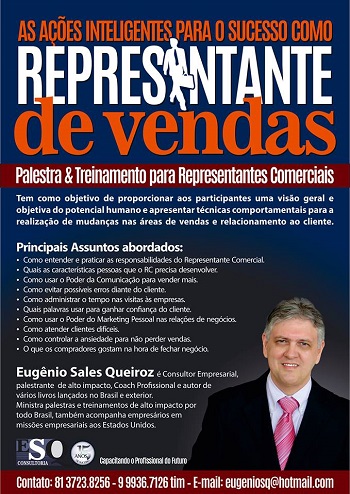 AS AÇÕES INTELIGENTES PARA O SUCESSO COMO
REPRESENTANTE
de vendas
Palestra & Treinamento para Representantes Comerciais
Tem como objetivo de proporcionar aos participantes uma visão geral e
objetiva do potencial humano e apresentar técnicas comportamentais para a
realização de mudanças nas áreas de vendas e relacionamento ao cliente.
Principais Assuntos abordados:
• Como entender e praticar as responsabilidades do Representante Comercial.
• Quais as características pessoas que o RC precisa desenvolver.
• Como usar o Poder da Comunicação para vender mais.
• Como evitar possíveis erros diante do cliente.
• Como administrar o tempo nas visitas às empresas.
• Quais palavras usar para ganhar confiança do cliente.
• Como usar o Poder do Marketing Pessoal nas relações de negócios.
• Como atender clientes difíceis.
• Como controlar a ansiedade para não perder vendas.
• O que os compradores gostam na hora de fechar negócio.
Eugênio Sales Queiroz é Consultor Empresarial,
palestrante de alto impacto, Coach Profissional e autor de
vários livros lançados no Brasil e exterior.
Ministra palestras e treinamentos de alto impacto por
todo Brasil, também acompanha empresários em
missões empresariais aos Estados Unidos.
ESQ
CONSULTORIA
ANOS
Capacitando o Profissional do Futuro
Contato: 81 3723.8256 - 9 9936.7126 tim - E-mail: eugeniosq@hotmail.com